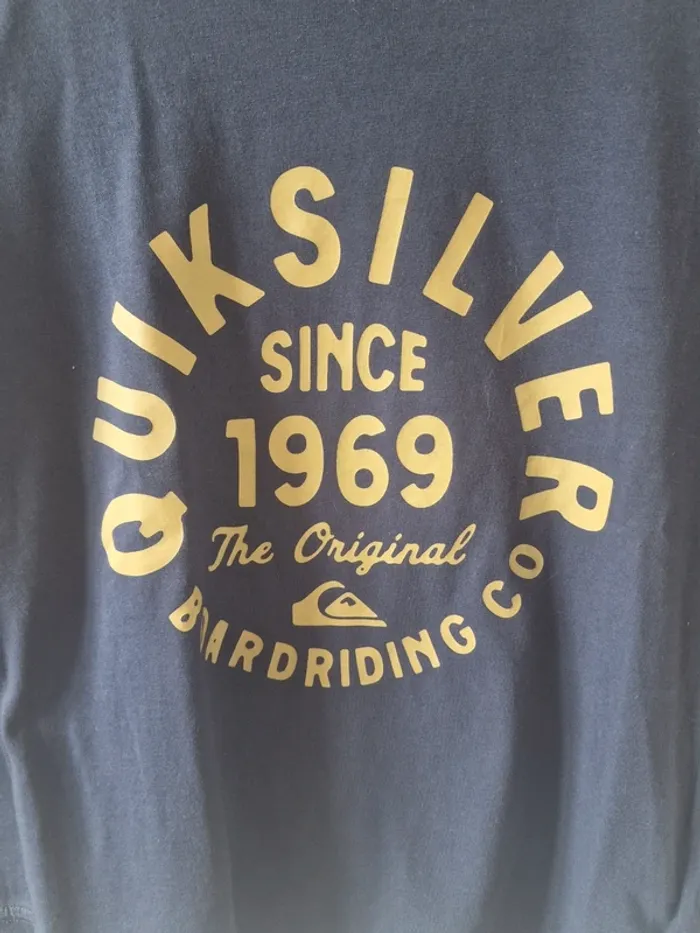 QUIKSILVER
SINCE
1969
The Original
BOARDRIDING CO